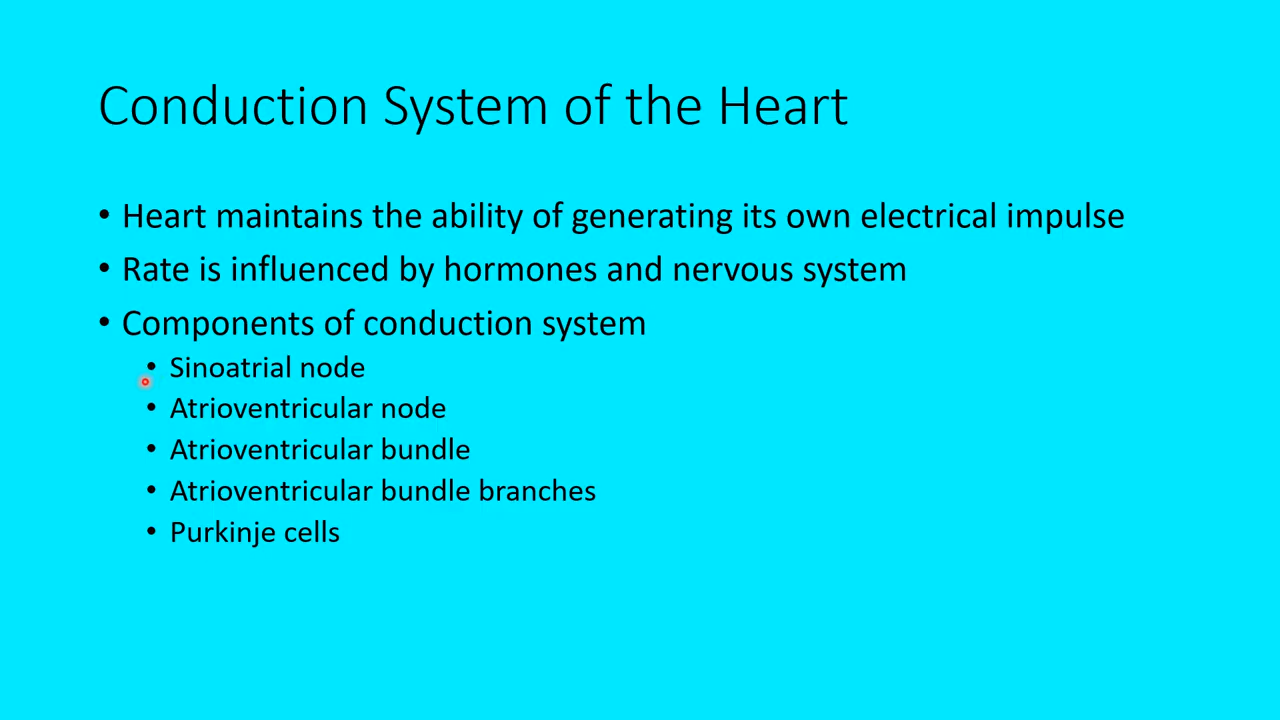 Conduction System of the Heart
• Heart maintains the ability of generating its own electrical impulse
• Rate is influenced by hormones and nervous system
• Components of conduction system
• Sinoatrial node
• Atrioventricular node
• Atrioventricular bundle
• Atrioventricular bundle branches
• Purkinje cells